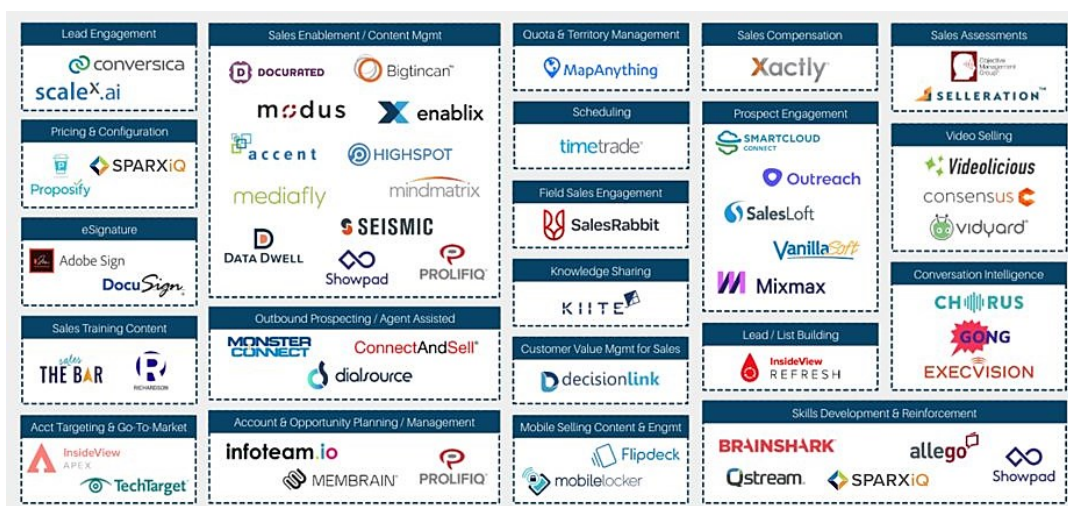 Lead Engagement
conversica
scalex.ai
Pricing & Configuration
Proposify
SPARXiQ
eSignature
Adobe Sign
DocuSign
Sales Training Content
sales
THE BAR
R
RICHARDSON
Acct Targeting & Go-To-Market
InsideView
APEX
TechTarget
Sales Enablement / Content Mgmt
DOCURATED
Bigtincan™
modus
enablix
accent
HIGHSPOT
mediafly
mindmatrix
SEISMIC
D
DATA DWELL
Showpad
PROLIFIQ
Outbound Prospecting / Agent Assisted
MONSTER
CONNECT
ConnectAndSell®
dialsource
Account & Opportunity Planning / Management
infoteam.io
MEMBRAIN
PROLIFIQ
Quota & Territory Management
MapAnything
Scheduling
timetrade®
Field Sales Engagement
SalesRabbit
Knowledge Sharing
KIITE
Customer Value Mgmt for Sales
decisionlink
Mobile Selling Content & Engmt
Flipdeck
mobilelocker
Sales Compensation
Xactly
Prospect Engagement
SMARTCLOUD
CONNECT
Outreach
SalesLoft
VanillaSoft
Mixmax
Lead / List Building
InsideView
REFRESH
Sales Assessments
Objective
Management
Group
SELLERATION™
Video Selling
Videolicious
consensus
vidyard
Conversation Intelligence
CHORUS
GONG
EXECVISION
Skills Development & Reinforcement
BRAINSHARK
allego
Showpad
Qstream.
SPARXiQ